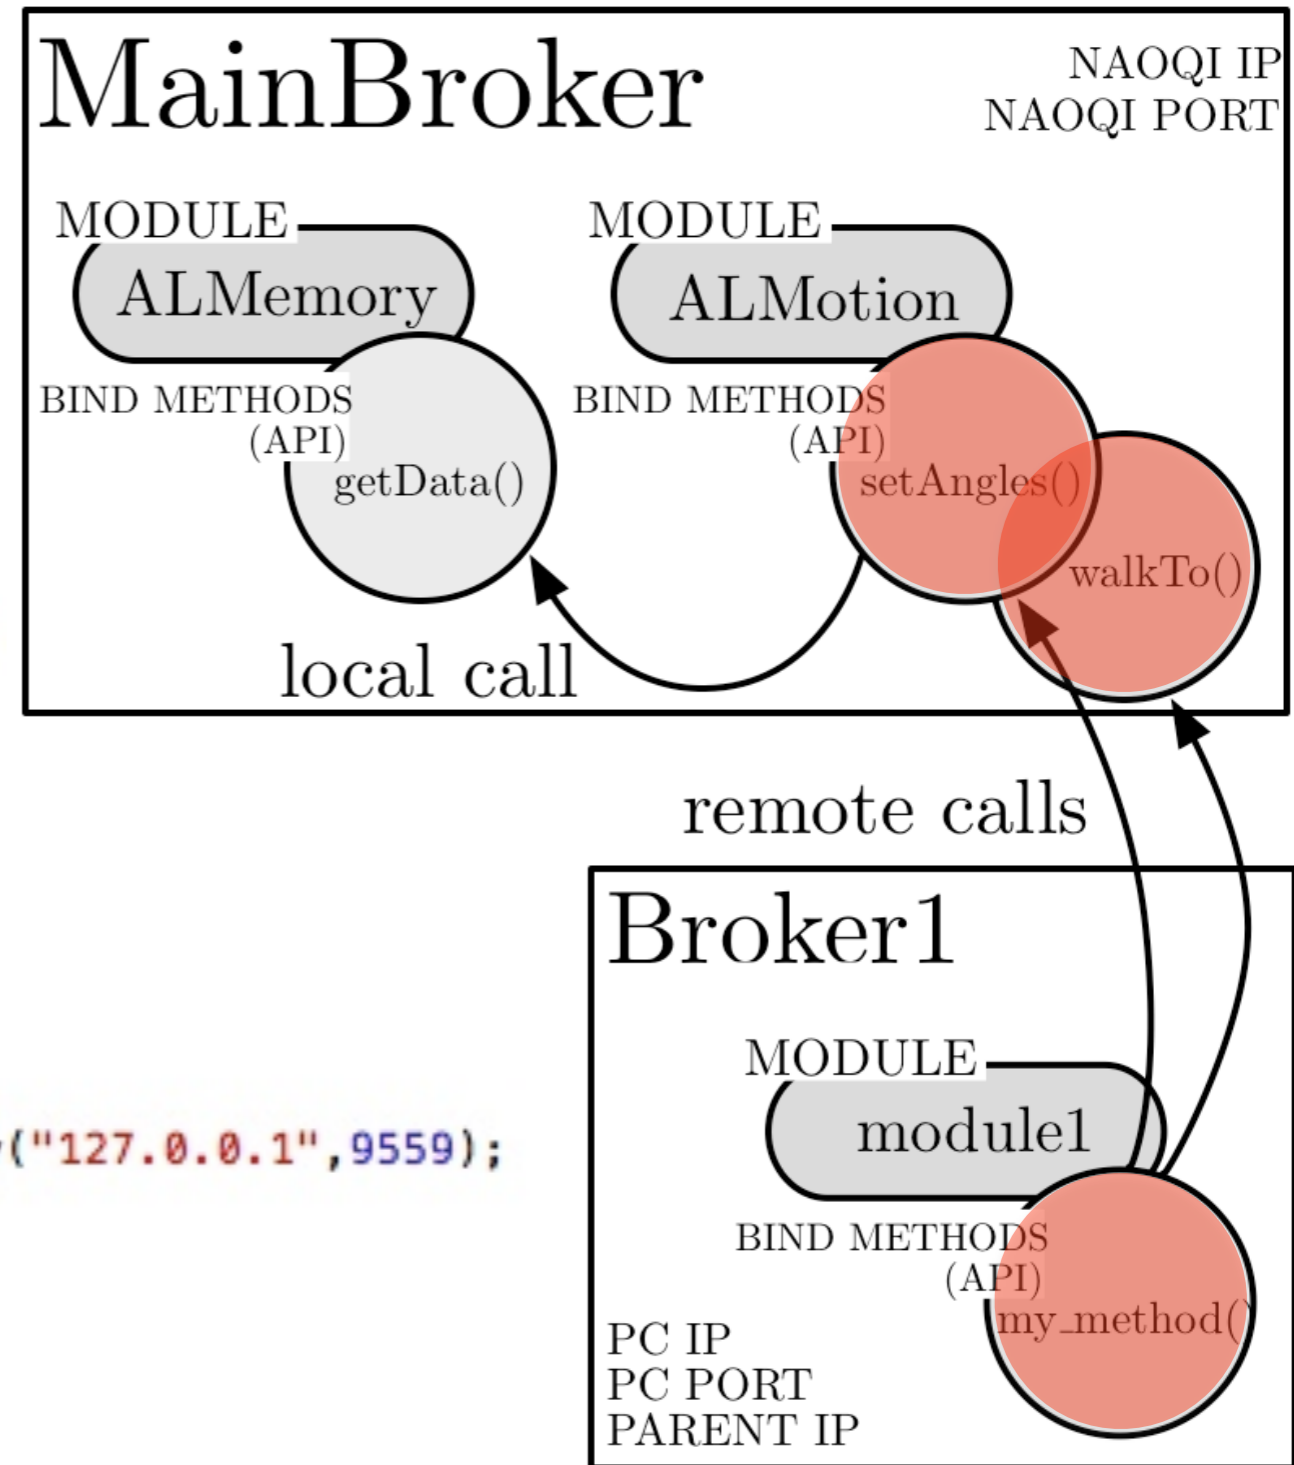 MainBroker
NAOQI IP
NAOQI PORT
MODULE
ALMemory
BIND METHODS
(API)
getData()
MODULE
ALMotion
BIND METHODS
(API)
setAngles()
walkTo()
local call
remote calls
Broker1
MODULE
module1
BIND METHODS
(API)
my_method(
PC IP
PC PORT
PARENT IP
("127.0.0.1",9559);